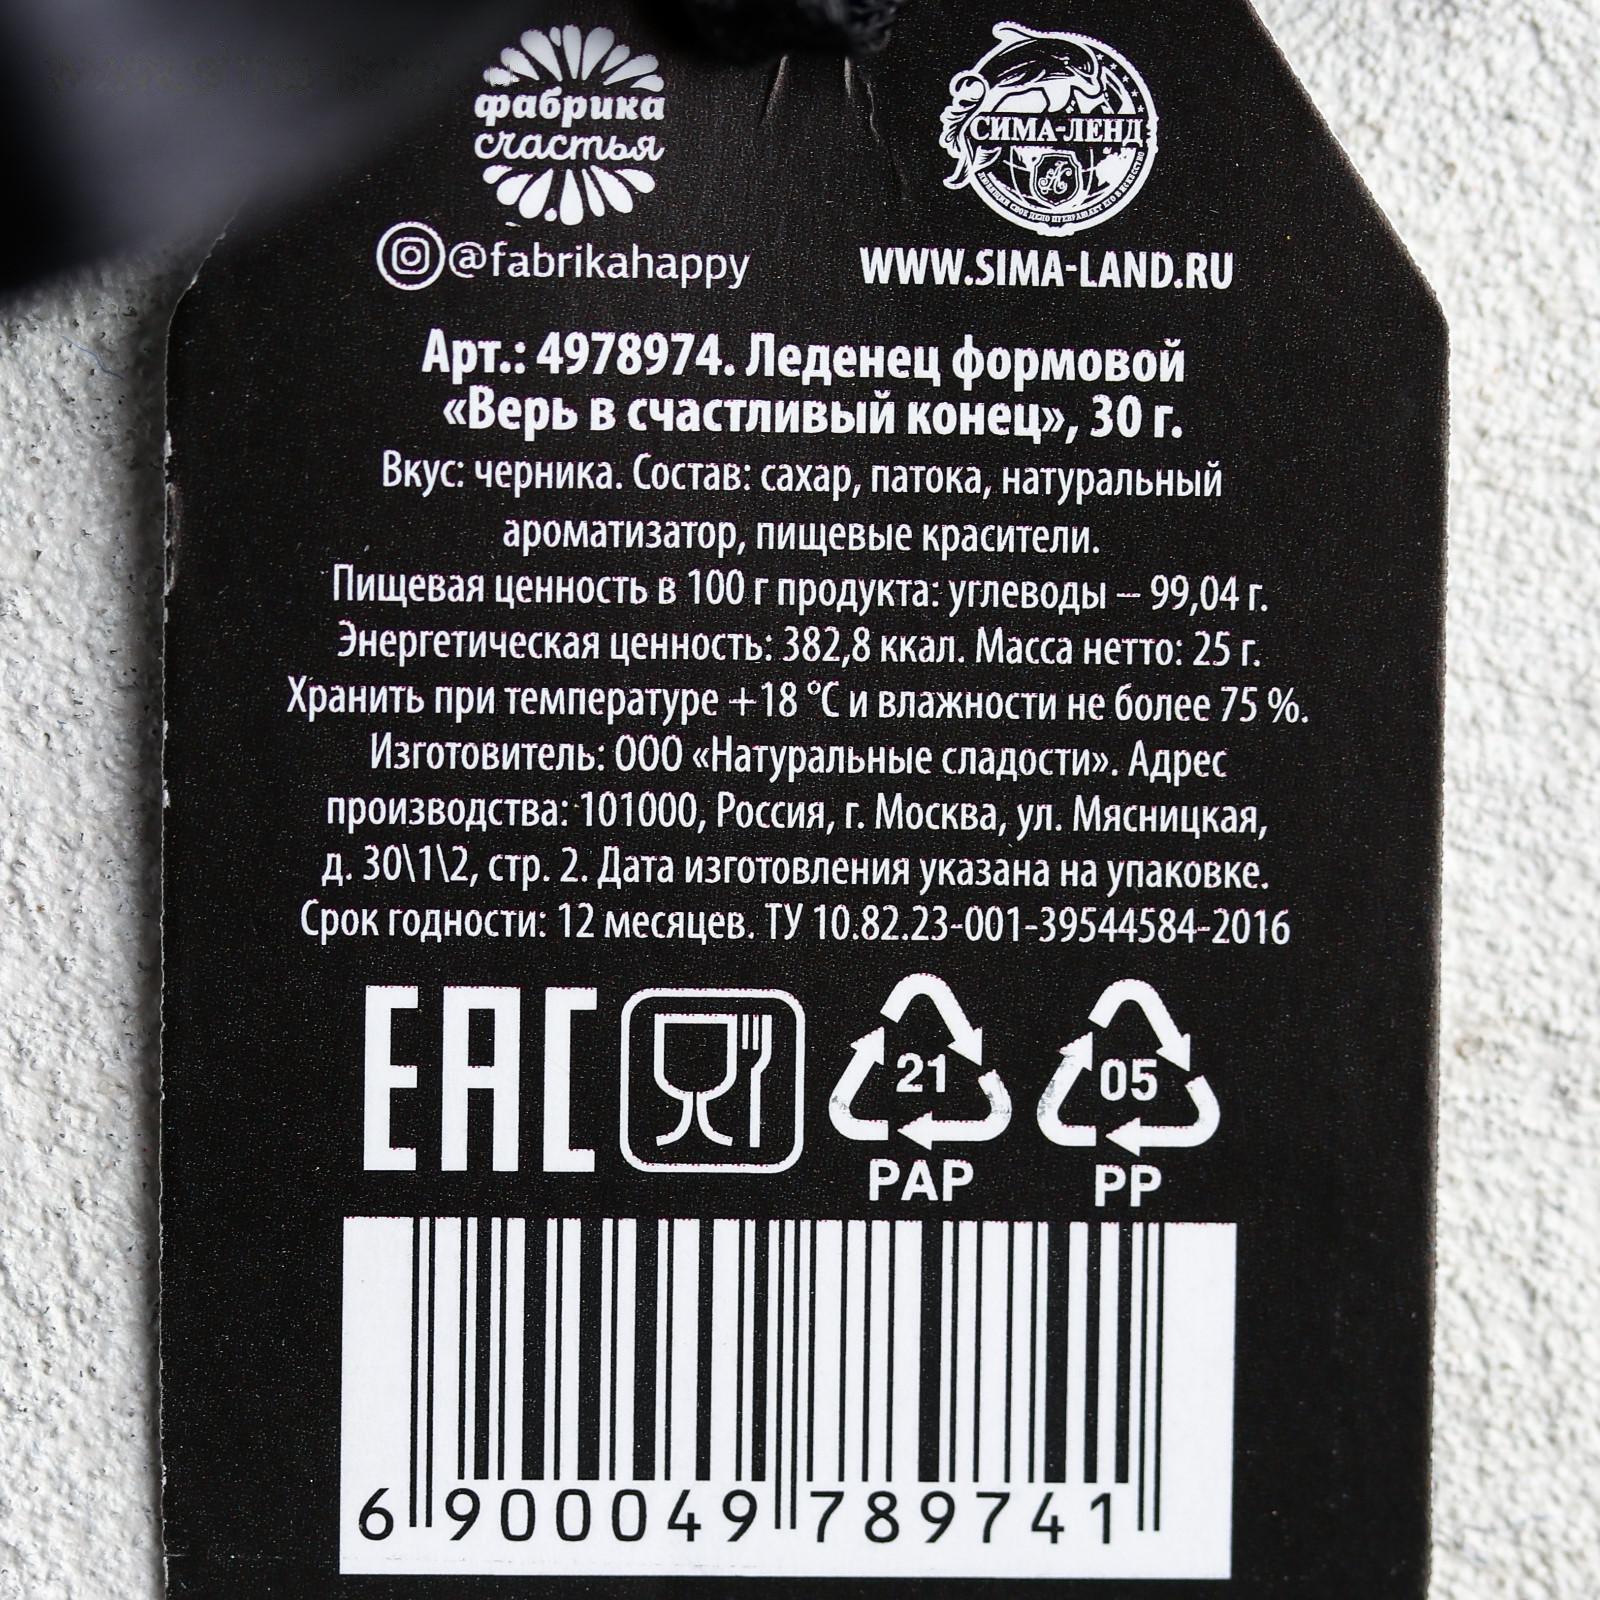 фабрика
счастья
СИМА-ЛЕНД
@fabrikahappy
WWW.SIMA-LAND.RU
Арт.: 4978974. Леденец формовой
«Верь в счастливый конец», 30 г.
Вкус: черника. Состав: сахар, патока, натуральный
ароматизатор, пищевые красители.
Пищевая ценность в 100 г продукта: углеводы – 99,04 г.
Энергетическая ценность: 382,8 ккал. Масса нетто: 25 г.
Хранить при температуре +18 °С и влажности не более 75 %.
Изготовитель: ООО «Натуральные сладости». Адрес
производства: 101000, Россия, г. Москва, ул. Мясницкая,
д. 30\1\2, стр. 2. Дата изготовления указана на упаковке.
Срок годности: 12 месяцев. ТУ 10.82.23-001-39544584-2016
EAC
21
05
PAP
PP
6 900049 789741